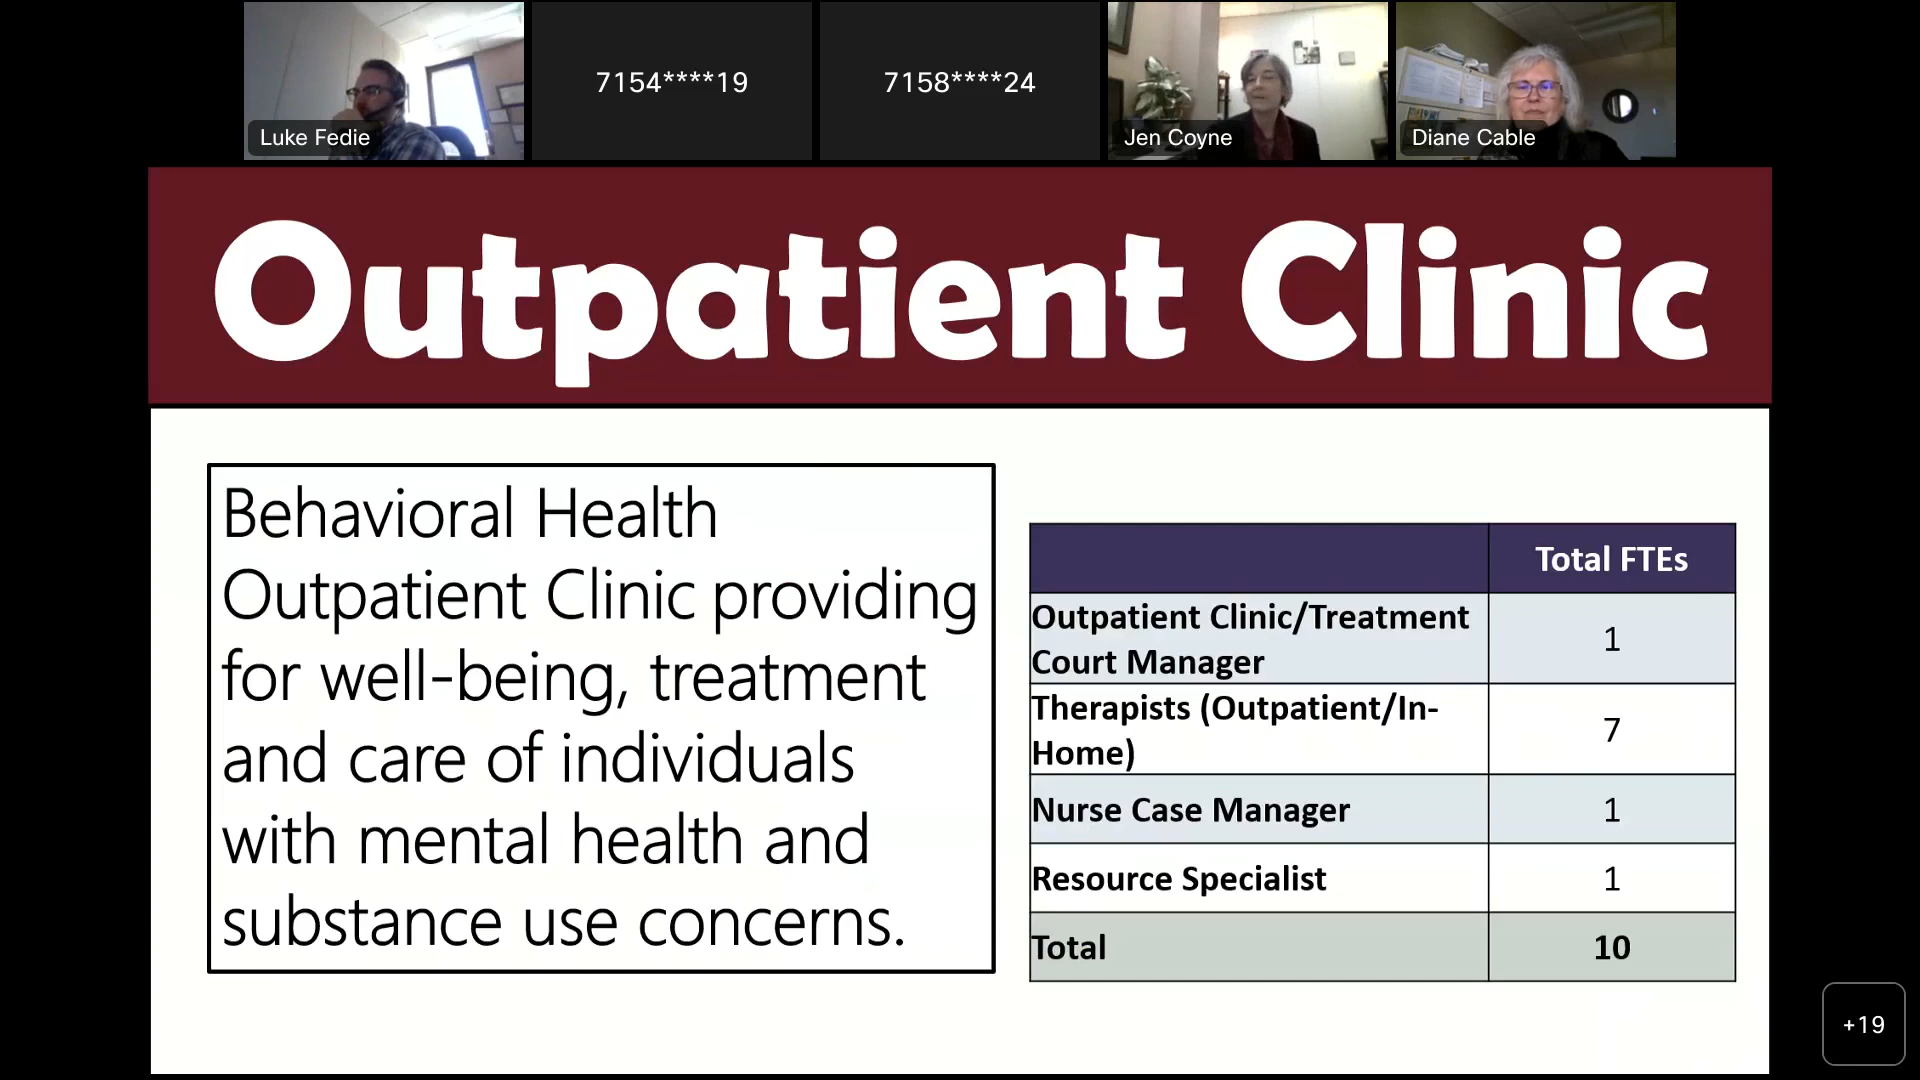 Luke Fedie
7154****19
7158****24
Jen Coyne
Diane Cable
Outpatient Clinic
Behavioral Health
Outpatient Clinic providing
for well-being, treatment
and care of individuals
with mental health and
substance use concerns.
Total FTEs
Outpatient Clinic/Treatment
Court Manager
1
Therapists (Outpatient/In-
Home)
7
Nurse Case Manager
1
Resource Specialist
1
Total
10
+19